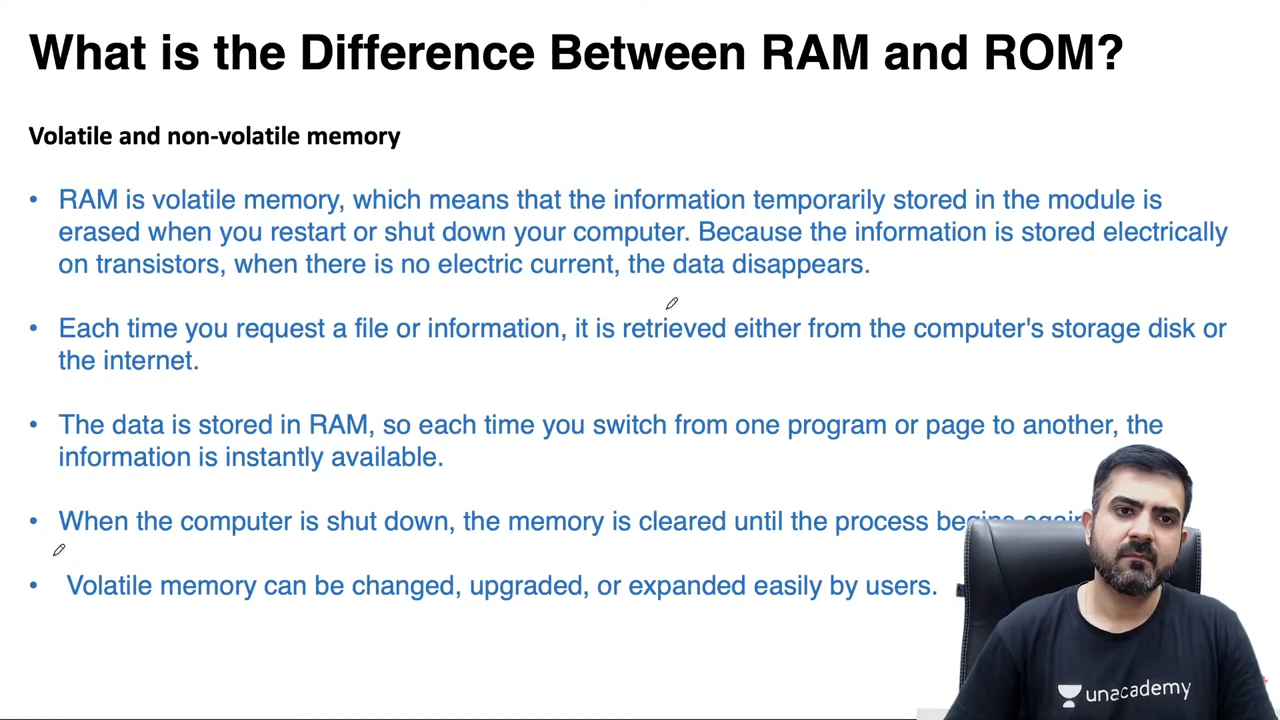 What is the Difference Between RAM and ROM?
Volatile and non-volatile memory
• RAM is volatile memory, which means that the information temporarily stored in the module is
erased when you restart or shut down your computer. Because the information is stored electrically
on transistors, when there is no electric current, the data disappears.
• Each time you request a file or information, it is retrieved either from the computer's storage disk or
the internet.
• The data is stored in RAM, so each time you switch from one program or page to another, the
information is instantly available.
• When the computer is shut down, the memory is cleared until the process begins again
• Volatile memory can be changed, upgraded, or expanded easily by users.
unacademy